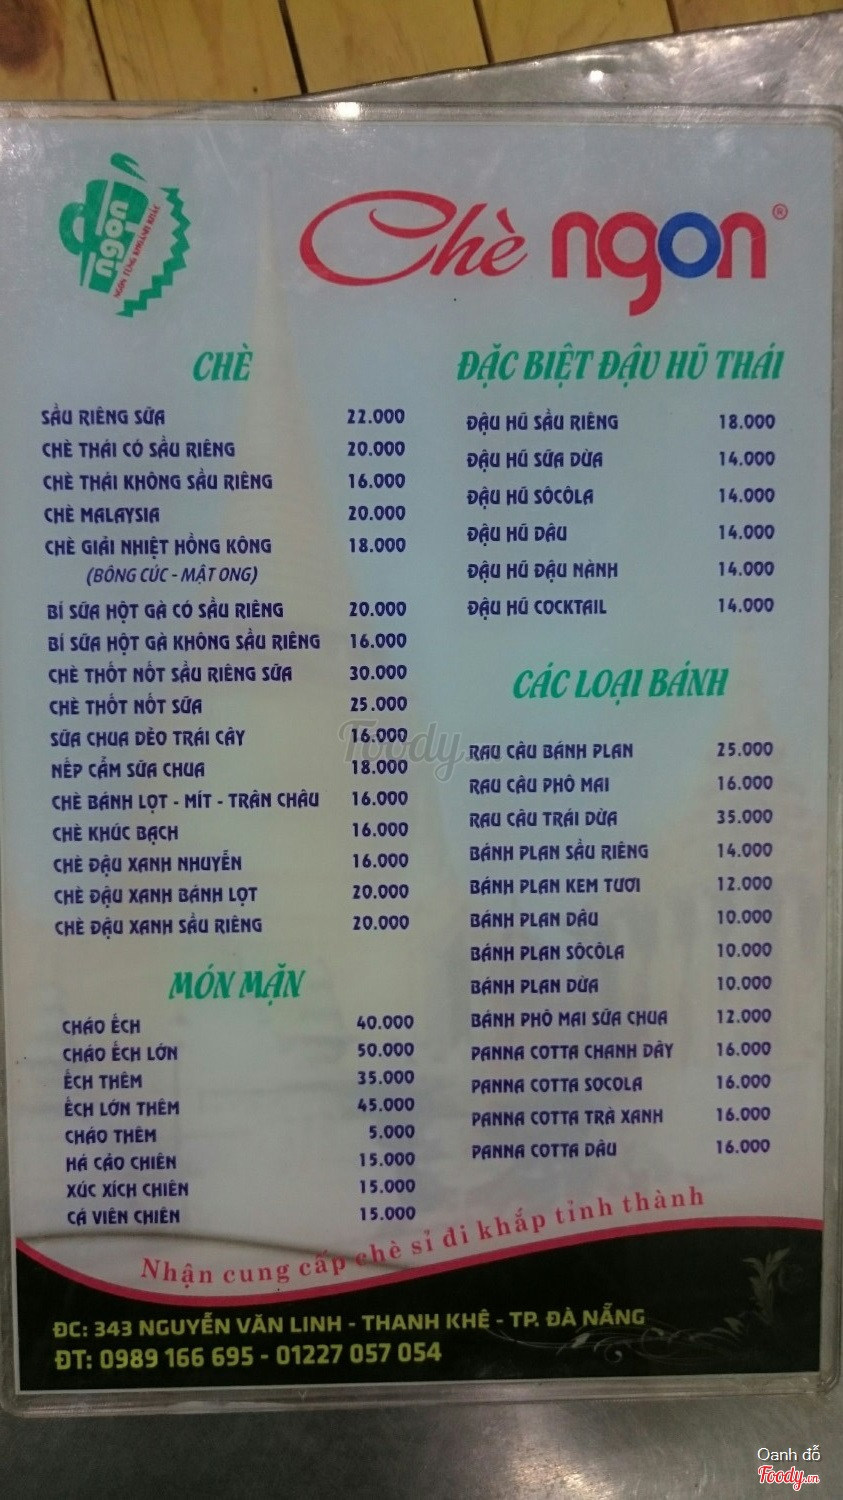 ngon
NGON TỪNG KHOẢNH KHẮC
Chè ngon®
CHÈ
SẦU RIÊNG SỮA 22.000
CHÈ THÁI CÓ SẦU RIÊNG 20.000
CHÈ THÁI KHÔNG SẦU RIÊNG 16.000
CHÈ MALAYSIA 20.000
CHÈ GIẢI NHIỆT HỒNG KÔNG 18.000
(BÔNG CÚC - MẬT ONG)
BÍ SỮA HỘT GÀ CÓ SẦU RIÊNG 20.000
BÍ SỮA HỘT GÀ KHÔNG SẦU RIÊNG 16.000
CHÈ THỐT NỐT SẦU RIÊNG SỮA 30.000
CHÈ THỐT NỐT SỮA 25.000
SỮA CHUA DẺO TRÁI CÂY 16.000
NẾP CẨM SỮA CHUA 18.000
CHÈ BÁNH LỌT - MÍT - TRÂN CHÂU 16.000
CHÈ KHÚC BẠCH 16.000
CHÈ ĐẬU XANH NHUYỄN 16.000
CHÈ ĐẬU XANH BÁNH LỌT 20.000
CHÈ ĐẬU XANH SẦU RIÊNG 20.000
MÓN MẶN
CHÁO ẾCH 40.000
CHÁO ẾCH LỚN 50.000
ẾCH THÊM 35.000
ẾCH LỚN THÊM 45.000
CHÁO THÊM 5.000
HÁ CẢO CHIÊN 15.000
XÚC XÍCH CHIÊN 15.000
CÁ VIÊN CHIÊN 15.000
ĐẶC BIỆT ĐẬU HŨ THÁI
ĐẬU HŨ SẦU RIÊNG 18.000
ĐẬU HŨ SỮA DỪA 14.000
ĐẬU HŨ SÔCÔLA 14.000
ĐẬU HŨ DÂU 14.000
ĐẬU HŨ ĐẬU NÀNH 14.000
ĐẬU HŨ COCKTAIL 14.000
CÁC LOẠI BÁNH
RAU CÂU BÁNH PLAN 25.000
RAU CÂU PHÔ MAI 16.000
RAU CÂU TRÁI DỪA 35.000
BÁNH PLAN SẦU RIÊNG 14.000
BÁNH PLAN KEM TƯƠI 12.000
BÁNH PLAN DÂU 10.000
BÁNH PLAN SÔCÔLA 10.000
BÁNH PLAN DỪA 10.000
BÁNH PHÔ MAI SỮA CHUA 12.000
PANNA COTTA CHANH DÂY 16.000
PANNA COTTA SOCOLA 16.000
PANNA COTTA TRÀ XANH 16.000
PANNA COTTA DÂU 16.000
Foody.vn
Nhận cung cấp chè sỉ đi khắp tỉnh thành
ĐC: 343 NGUYỄN VĂN LINH - THANH KHÊ - TP. ĐÀ NẴNG
ĐT: 0989 166 695 - 01227 057 054
Oanh đỗ
Foody.vn